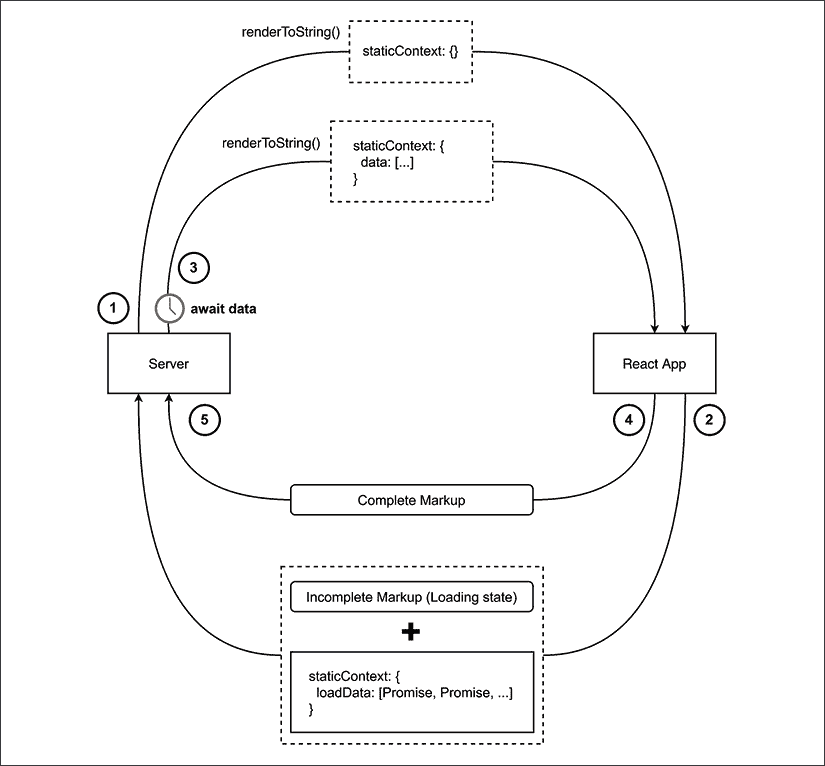 renderToString()
staticContext: {}
renderToString()
staticContext: {
data: [...]
}
3
1
await data
Server
React App
5
4
2
Complete Markup
Incomplete Markup (Loading state)
+
staticContext: {
loadData: [Promise, Promise, ...]
}